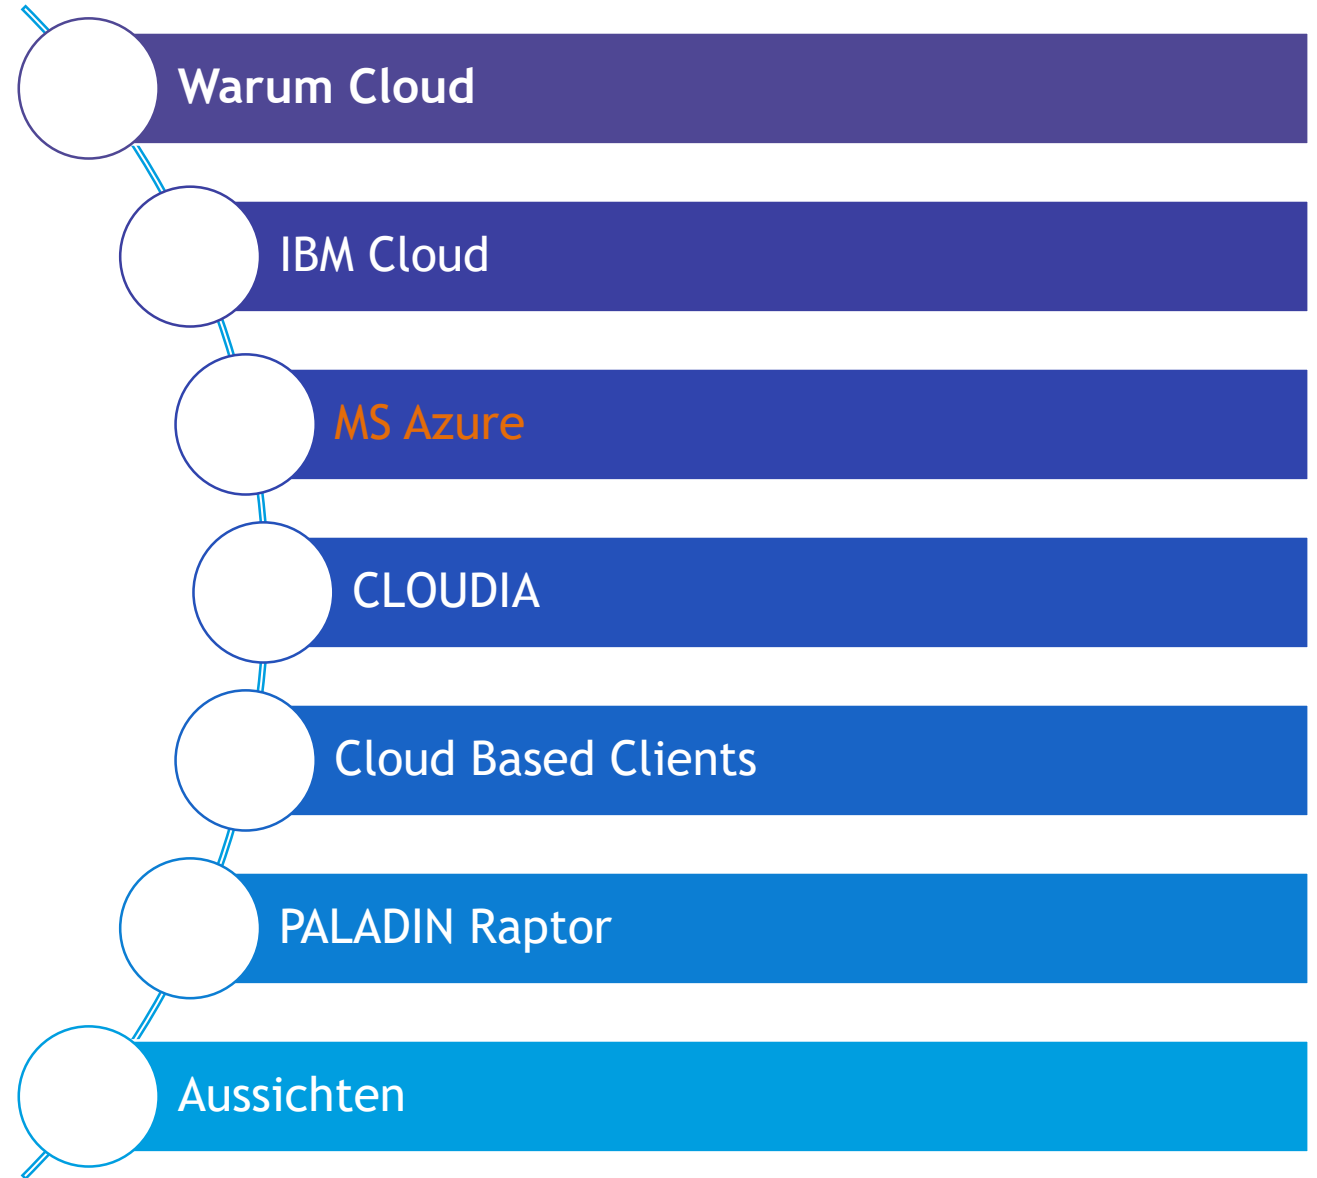 Warum Cloud
IBM Cloud
MS Azure
CLOUDIA
Cloud Based Clients
PALADIN Raptor
Aussichten